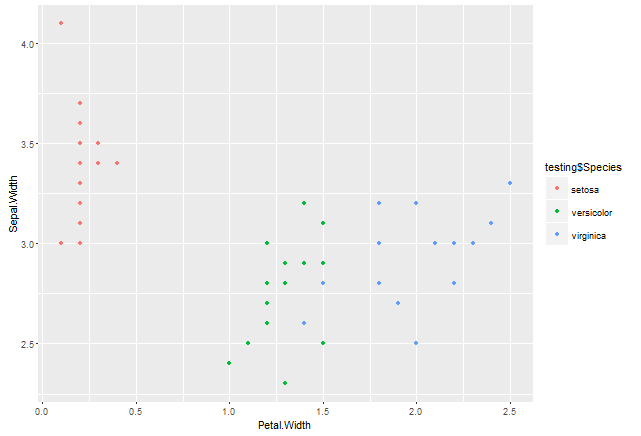 4.0
3.5
3.0
2.5
Sepal.Width
0.0 0.5 1.0 1.5 2.0 2.5
Petal.Width
testing$Species
setosa
versicolor
virginica